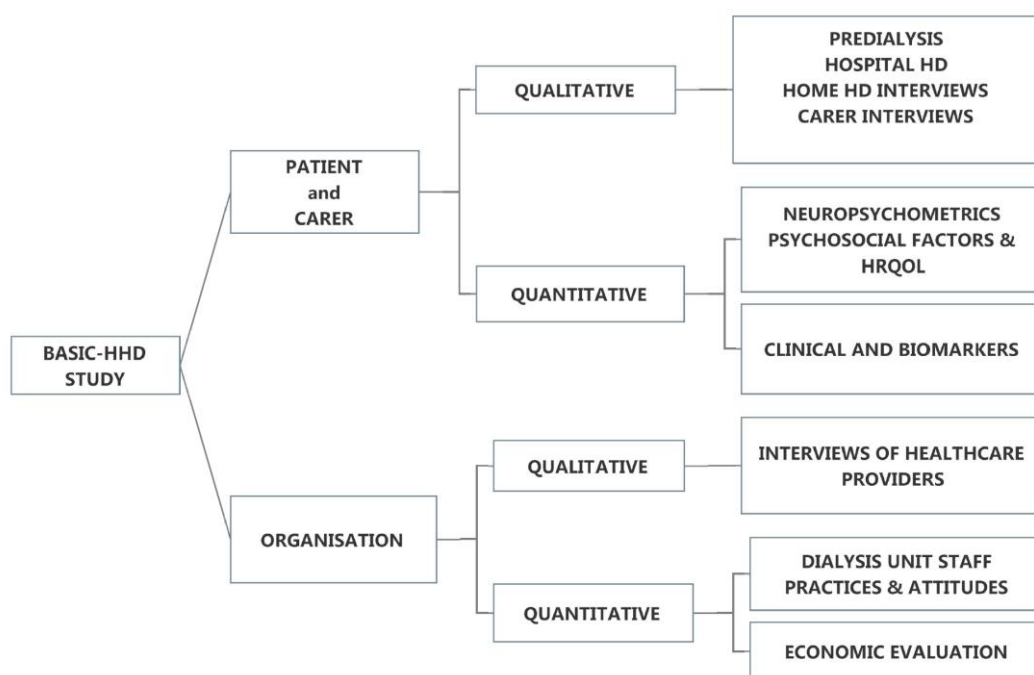 BASIC-HHD
STUDY
PATIENT
and
CARER
QUALITATIVE
PREDIALYSIS
HOSPITAL HD
HOME HD INTERVIEWS
CARER INTERVIEWS
QUANTITATIVE
NEUROPSYCHOMETRICS
PSYCHOSOCIAL FACTORS &
HRQOL
CLINICAL AND BIOMARKERS
ORGANISATION
QUALITATIVE
INTERVIEWS OF HEALTHCARE
PROVIDERS
QUANTITATIVE
DIALYSIS UNIT STAFF
PRACTICES & ATTITUDES
ECONOMIC EVALUATION